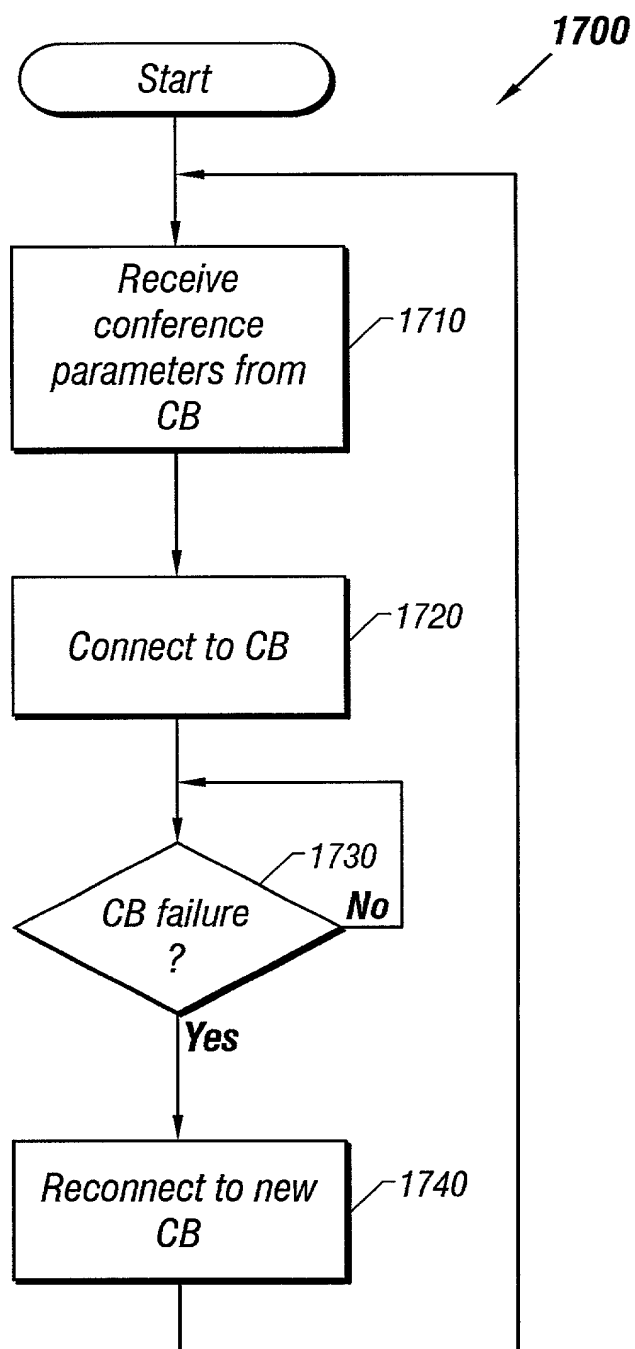 1700
Start
Receive
conference
parameters from
CB
1710
Connect to CB
1720
1730
CB failure
?
No
Yes
Reconnect to new
CB
1740